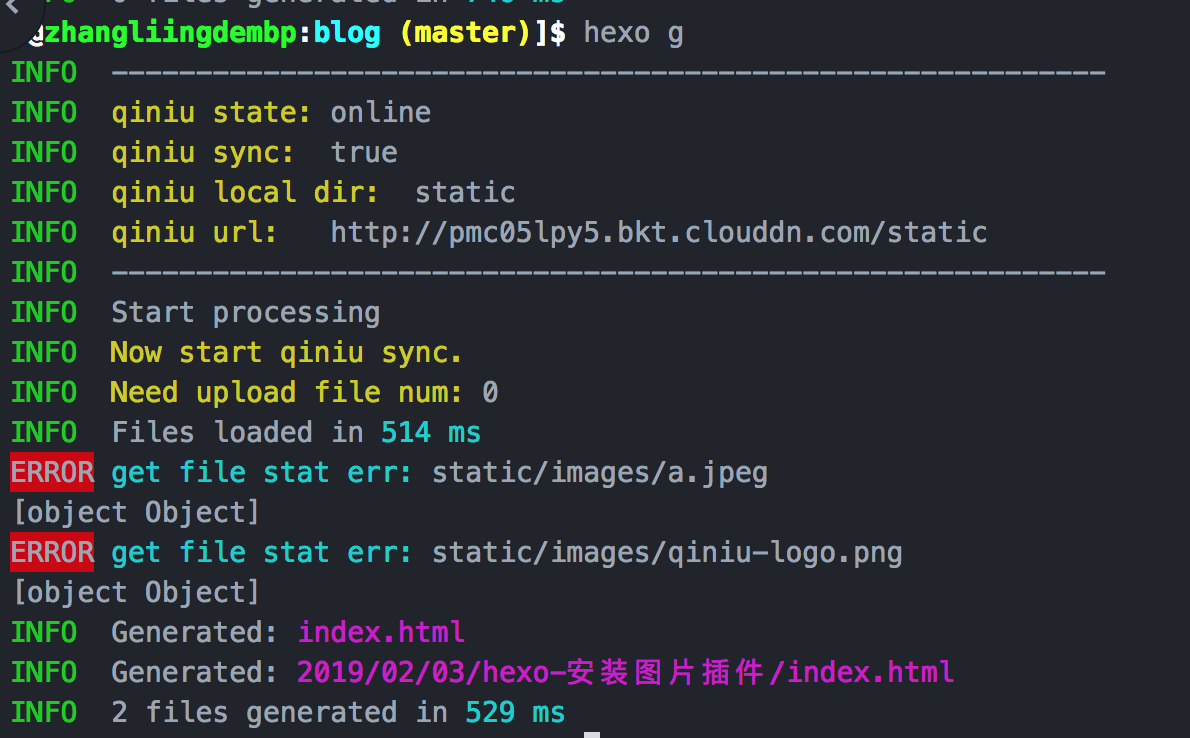 files generated in
zhangliingdembp:blog (master)]$ hexo g
INFO  -----------------------------------------------------------
INFO  qiniu state: online
INFO  qiniu sync:  true
INFO  qiniu local dir:  static
INFO  qiniu url:   http://pmc05lpy5.bkt.clouddn.com/static
INFO  -----------------------------------------------------------
INFO  Start processing
INFO  Now start qiniu sync.
INFO  Need upload file num: 0
INFO  Files loaded in 514 ms
ERROR get file stat err: static/images/a.jpeg
[object Object]
ERROR get file stat err: static/images/qiniu-logo.png
[object Object]
INFO  Generated: index.html
INFO  Generated: 2019/02/03/hexo-安装图片插件/index.html
INFO  2 files generated in 529 ms